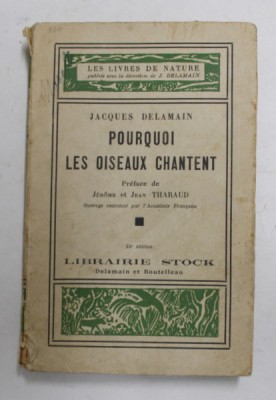 LES LIVRES DE NATURE
publiés sous la direction de J. DELAMAIN
JACQUES DELAMAIN
POURQUOI
LES OISEAUX CHANTENT
Préface de
Jérôme et Jean THARAUD
Ouvrage couronné par l'Académie Française
édition
LIBRAIRIE STOCK
Delamain et Boutelleau